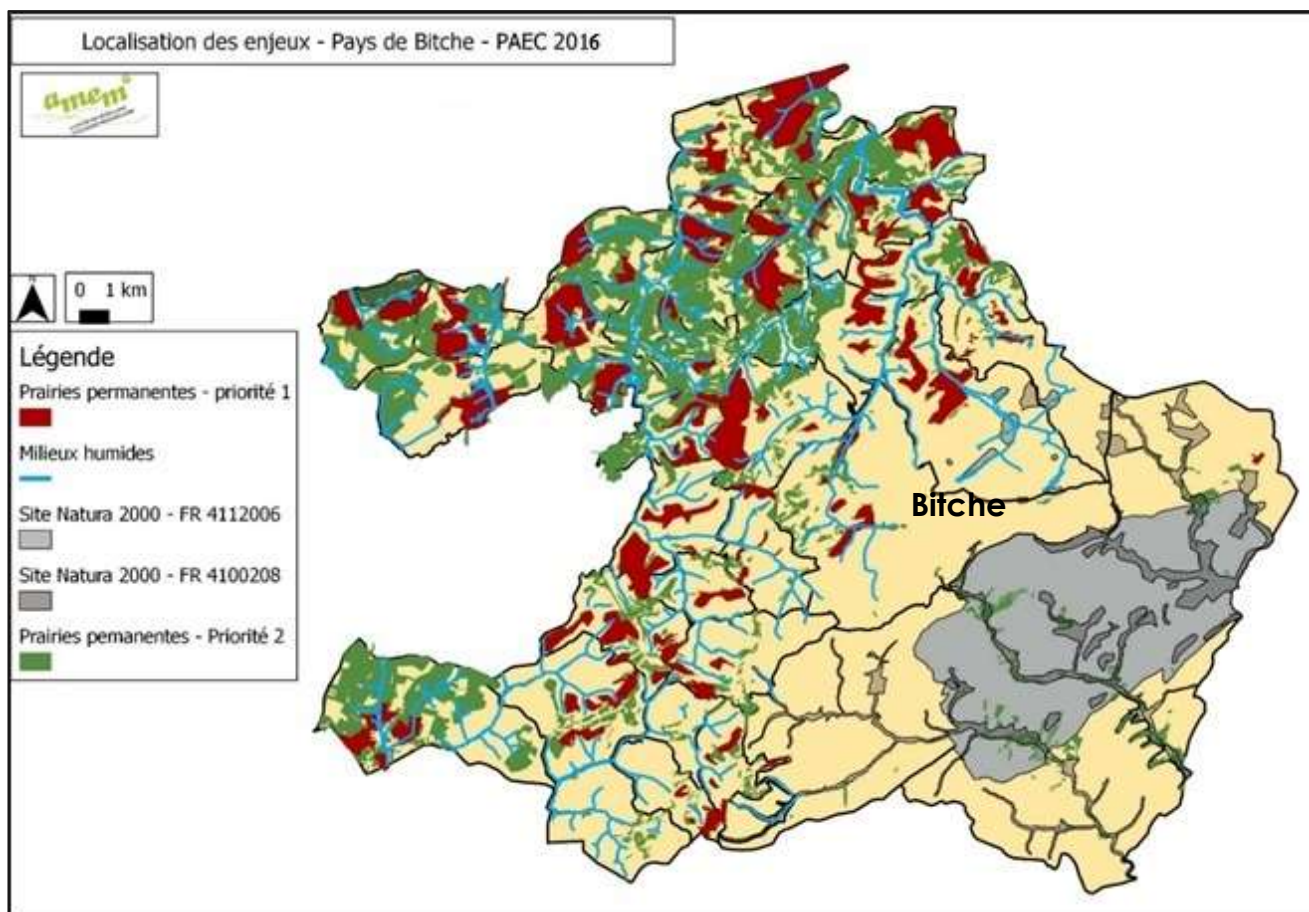 Localisation des enjeux - Pays de Bitche - PAEC 2016
amem
N
0 1 km
Légende
Prairies permanentes - priorité 1
Milieux humides
Site Natura 2000 - FR 4112006
Site Natura 2000 - FR 4100208
Prairies pemanentes - Priorité 2
Bitche